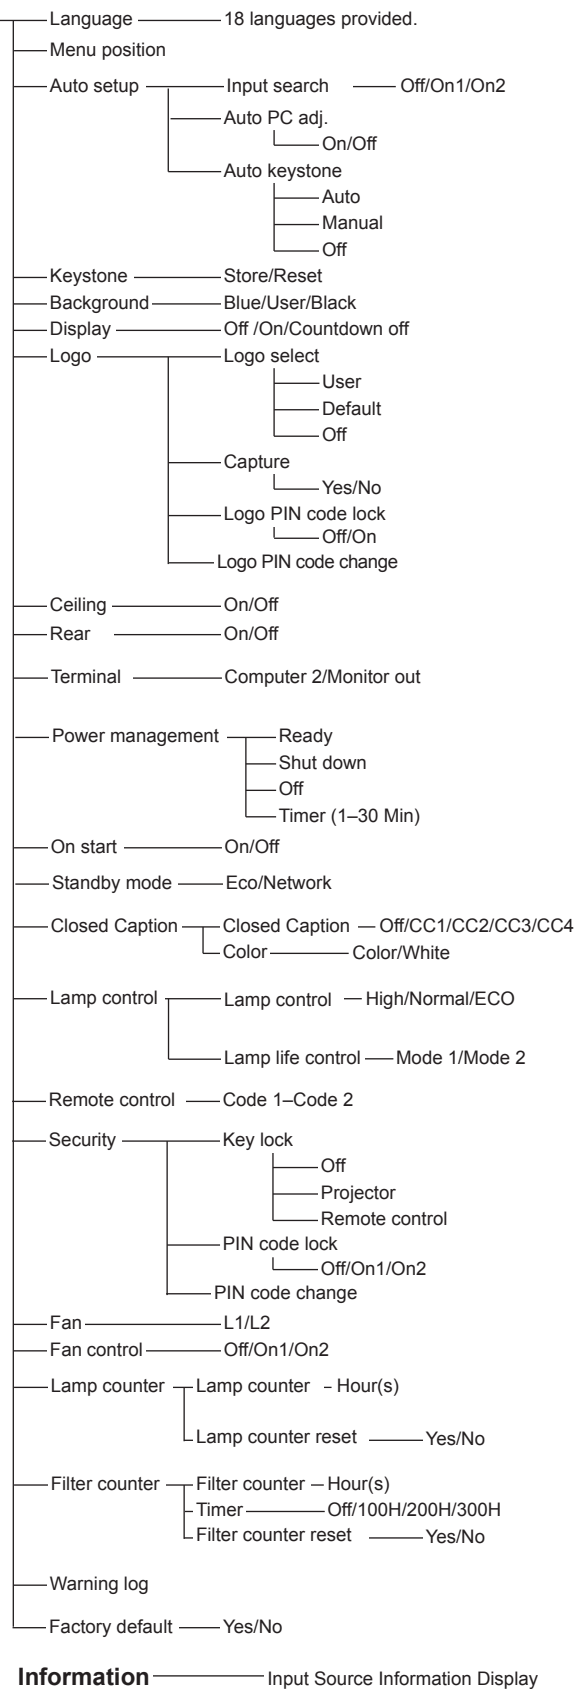 Language 18 languages provided.
Menu position
Auto setup Input search Off/On1/On2
Auto PC adj.
On/Off
Auto keystone
Auto
Manual
Off
Keystone Store/Reset
Background Blue/User/Black
Display Off /On/Countdown off
Logo Logo select
User
Default
Off
Capture
Yes/No
Logo PIN code lock
Off/On
Logo PIN code change
Ceiling On/Off
Rear On/Off
Terminal Computer 2/Monitor out
Power management Ready
Shut down
Off
Timer (1–30 Min)
On start On/Off
Standby mode Eco/Network
Closed Caption Closed Caption Off/CC1/CC2/CC3/CC4
Color Color/White
Lamp control Lamp control High/Normal/ECO
Lamp life control Mode 1/Mode 2
Remote control Code 1–Code 2
Security Key lock
Off
Projector
Remote control
PIN code lock
Off/On1/On2
PIN code change
Fan L1/L2
Fan control Off/On1/On2
Lamp counter Lamp counter Hour(s)
Lamp counter reset Yes/No
Filter counter Filter counter Hour(s)
Timer Off/100H/200H/300H
Filter counter reset Yes/No
Warning log
Factory default Yes/No
Information Input Source Information Display